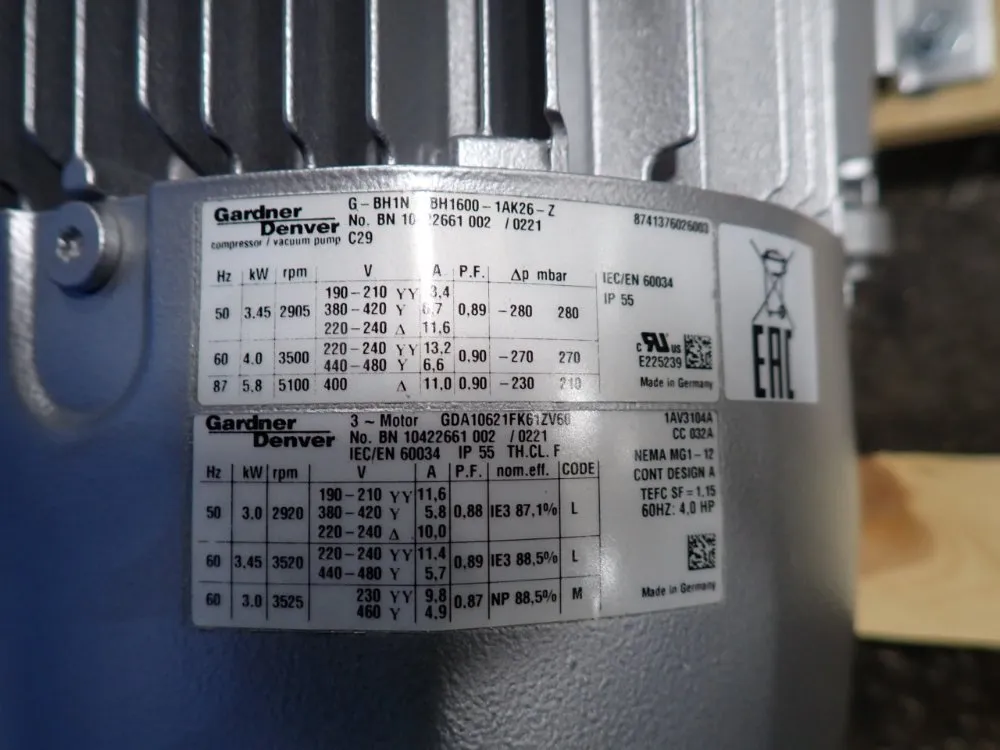 Gardner Denver
compressor / vacuum pump
G-BH1N BH1600-1AK26-Z
No. BN 10422661 002 / 0221
C29
8741376026003
Hz kW rpm V A P.F. Δp mbar
190-210 YY 3,4
50 3.45 2905 380-420 Y 6,7 0,89 -280 280
220-240 Δ 11,6
60 4.0 3500 220-240 YY 13,2 0.90 -270 270
440-480 Y 6,6
87 5.8 5100 400 Δ 11,0 0.90 -230 210
IEC/EN 60034
IP 55
c RU us
E225239
Made in Germany
EAC
Gardner Denver
3 ~ Motor GDA10621FK61ZV60
No. BN 10422661 002 / 0221
IEC/EN 60034 IP 55 TH.CL. F
Hz kW rpm V A P.F. nom.eff. CODE
190-210 YY 11,6
50 3.0 2920 380-420 Y 5,8 0,88 IE3 87,1% L
220-240 Δ 10,0
60 3,45 3520 220-240 YY 11,4 0,89 IE3 88,5% L
440-480 Y 5,7
60 3.0 3525 230 YY 9,8 0.87 NP 88,5% M
460 Y 4,9
1AV3104A
CC 032A
NEMA MG1-12
CONT DESIGN A
TEFC SF = 1,15
60HZ: 4,0 HP
Made in Germany